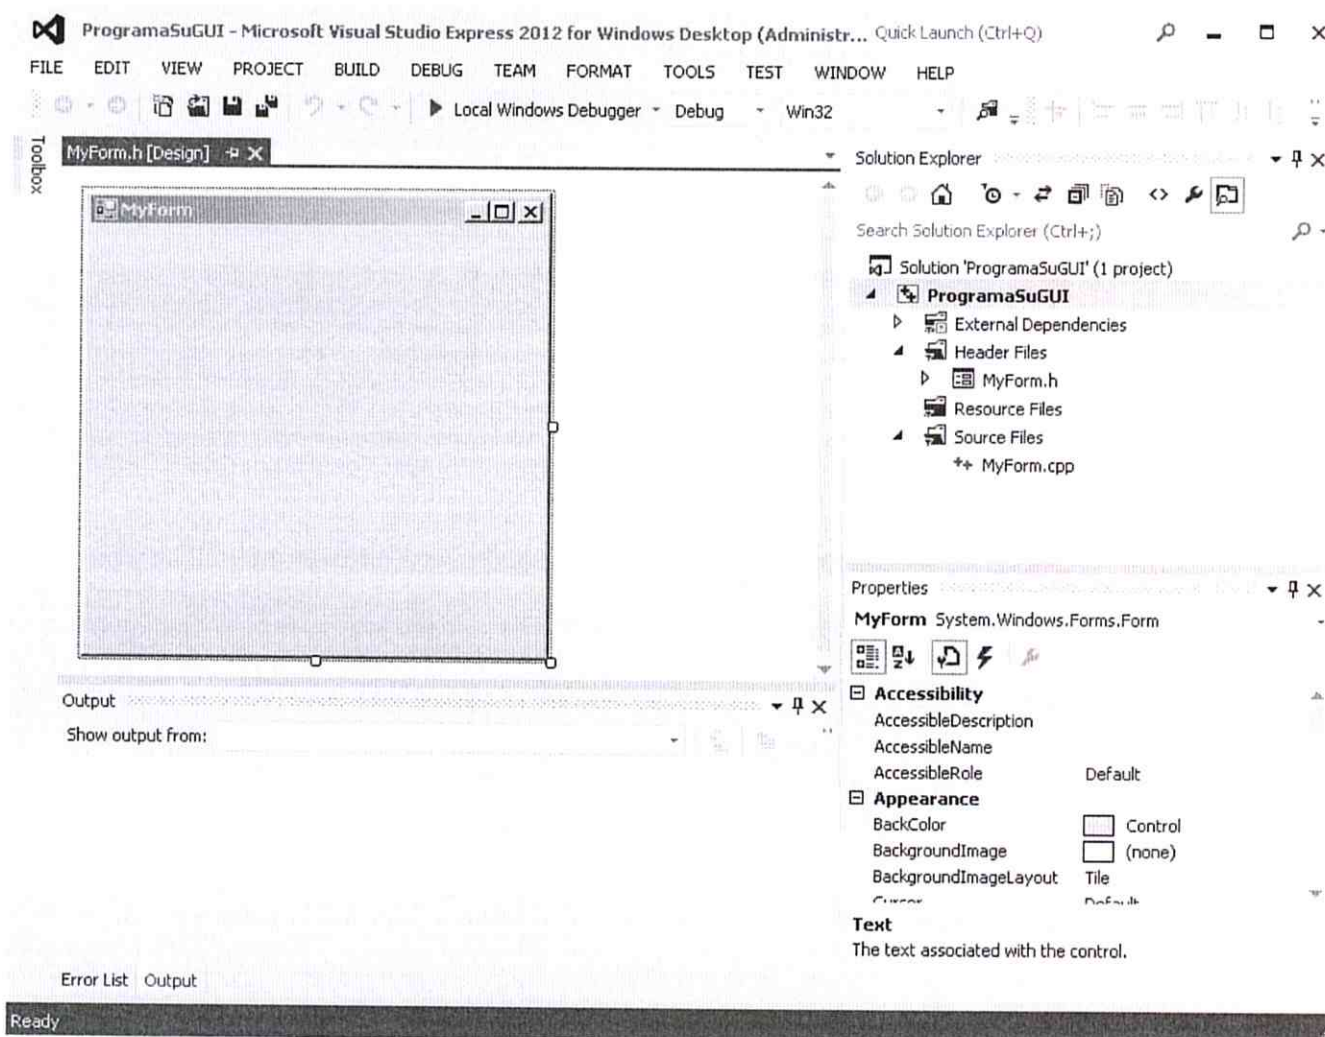 ProgramaSuGUI - Microsoft Visual Studio Express 2012 for Windows Desktop (Administr... Quick Launch (Ctrl+Q)
FILE EDIT VIEW PROJECT BUILD DEBUG TEAM FORMAT TOOLS TEST WINDOW HELP
Local Windows Debugger Debug Win32
Toolbox
MyForm.h [Design]
MyForm
Solution Explorer
Search Solution Explorer (Ctrl+;)
Solution 'ProgramaSuGUI' (1 project)
ProgramaSuGUI
External Dependencies
Header Files
MyForm.h
Resource Files
Source Files
MyForm.cpp
Properties
MyForm System.Windows.Forms.Form
Accessibility
AccessibleDescription
AccessibleName
AccessibleRole Default
Appearance
BackColor Control
BackgroundImage (none)
BackgroundImageLayout Tile
Cursor Default
Text
The text associated with the control.
Output
Show output from:
Error List Output
Ready